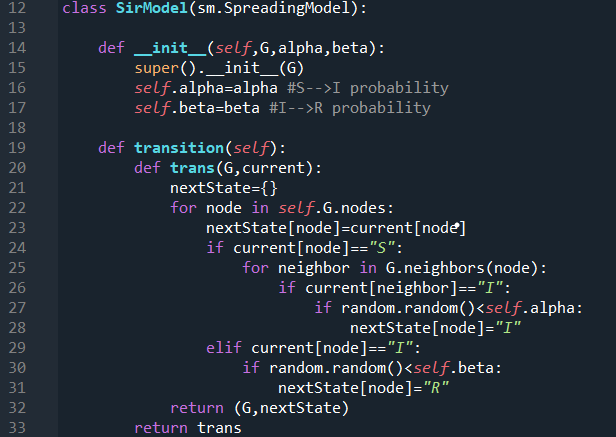 12 class SirModel(sm.SpreadingModel):
13
14     def __init__(self,G,alpha,beta):
15         super().__init__(G)
16         self.alpha=alpha #S-->I probability
17         self.beta=beta #I-->R probability
18
19     def transition(self):
20         def trans(G,current):
21             nextState={}
22             for node in self.G.nodes:
23                 nextState[node]=current[node]
24                 if current[node]=="S":
25                     for neighbor in G.neighbors(node):
26                         if current[neighbor]=="I":
27                             if random.random()<self.alpha:
28                                 nextState[node]="I"
29                 elif current[node]=="I":
30                     if random.random()<self.beta:
31                         nextState[node]="R"
32             return (G,nextState)
33         return trans